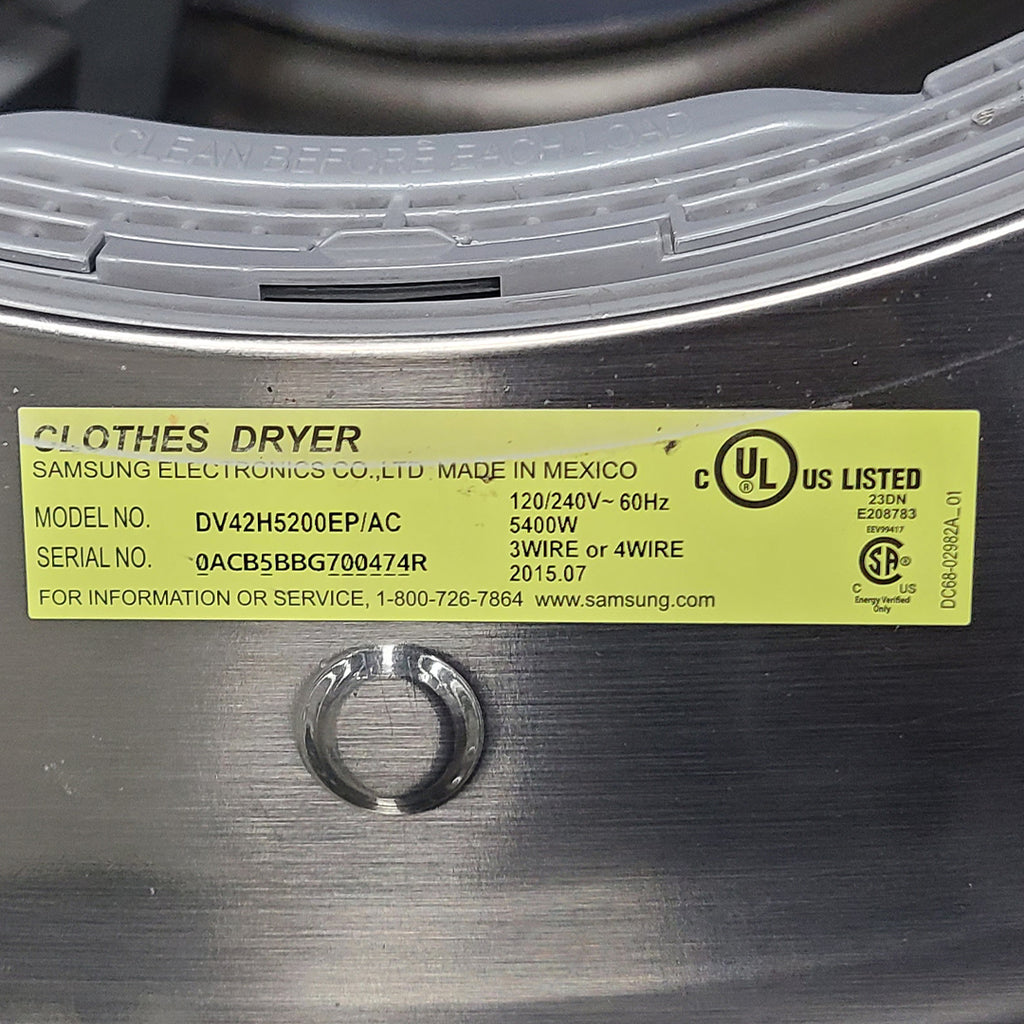 CLEAN BEFORE EACH LOAD
CLOTHES DRYER
SAMSUNG ELECTRONICS CO.,LTD MADE IN MEXICO
MODEL NO. DV42H5200EP/AC
SERIAL NO. 0ACB5BBG700474R
120/240V~ 60Hz
5400W
3WIRE or 4WIRE
2015.07
FOR INFORMATION OR SERVICE, 1-800-726-7864 www.samsung.com
C UL ® US LISTED
23DN
E208783
EEV99417
SA ®
C US
Energy Verified
Only
DC68-02982A_01